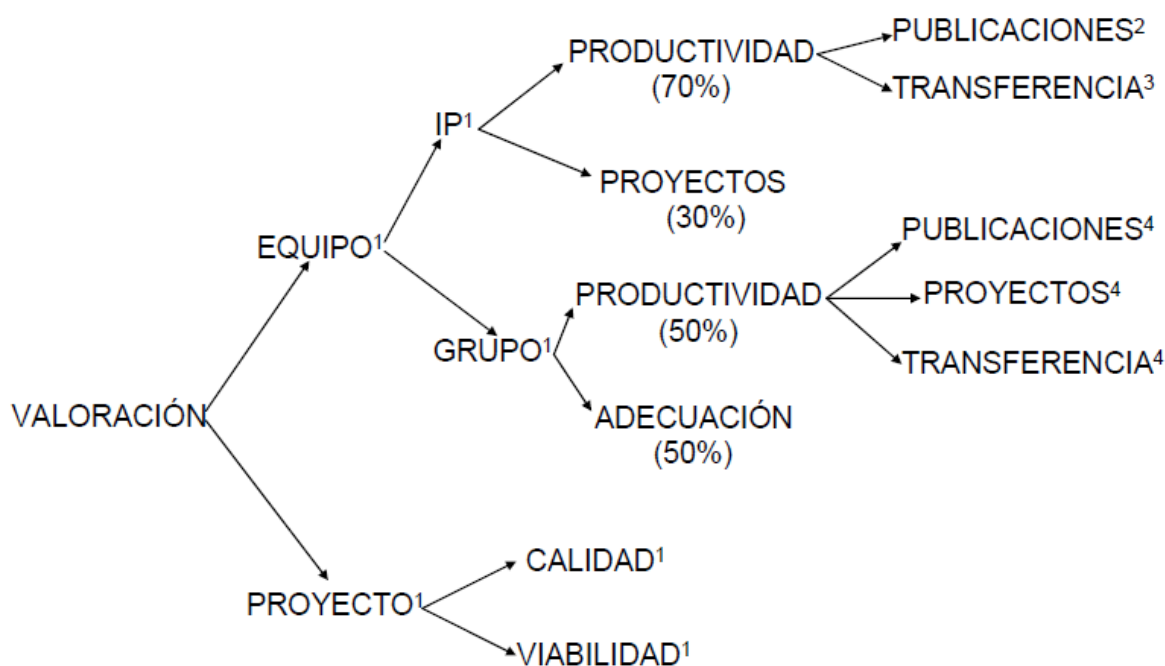 PUBLICACIONES²
PRODUCTIVIDAD
(70%)
TRANSFERENCIA³
IP¹
PROYECTOS
(30%)
PUBLICACIONES⁴
EQUIPO¹
PRODUCTIVIDAD
(50%)
PROYECTOS⁴
GRUPO¹
TRANSFERENCIA⁴
VALORACIÓN
ADECUACIÓN
(50%)
CALIDAD¹
PROYECTO¹
VIABILIDAD¹